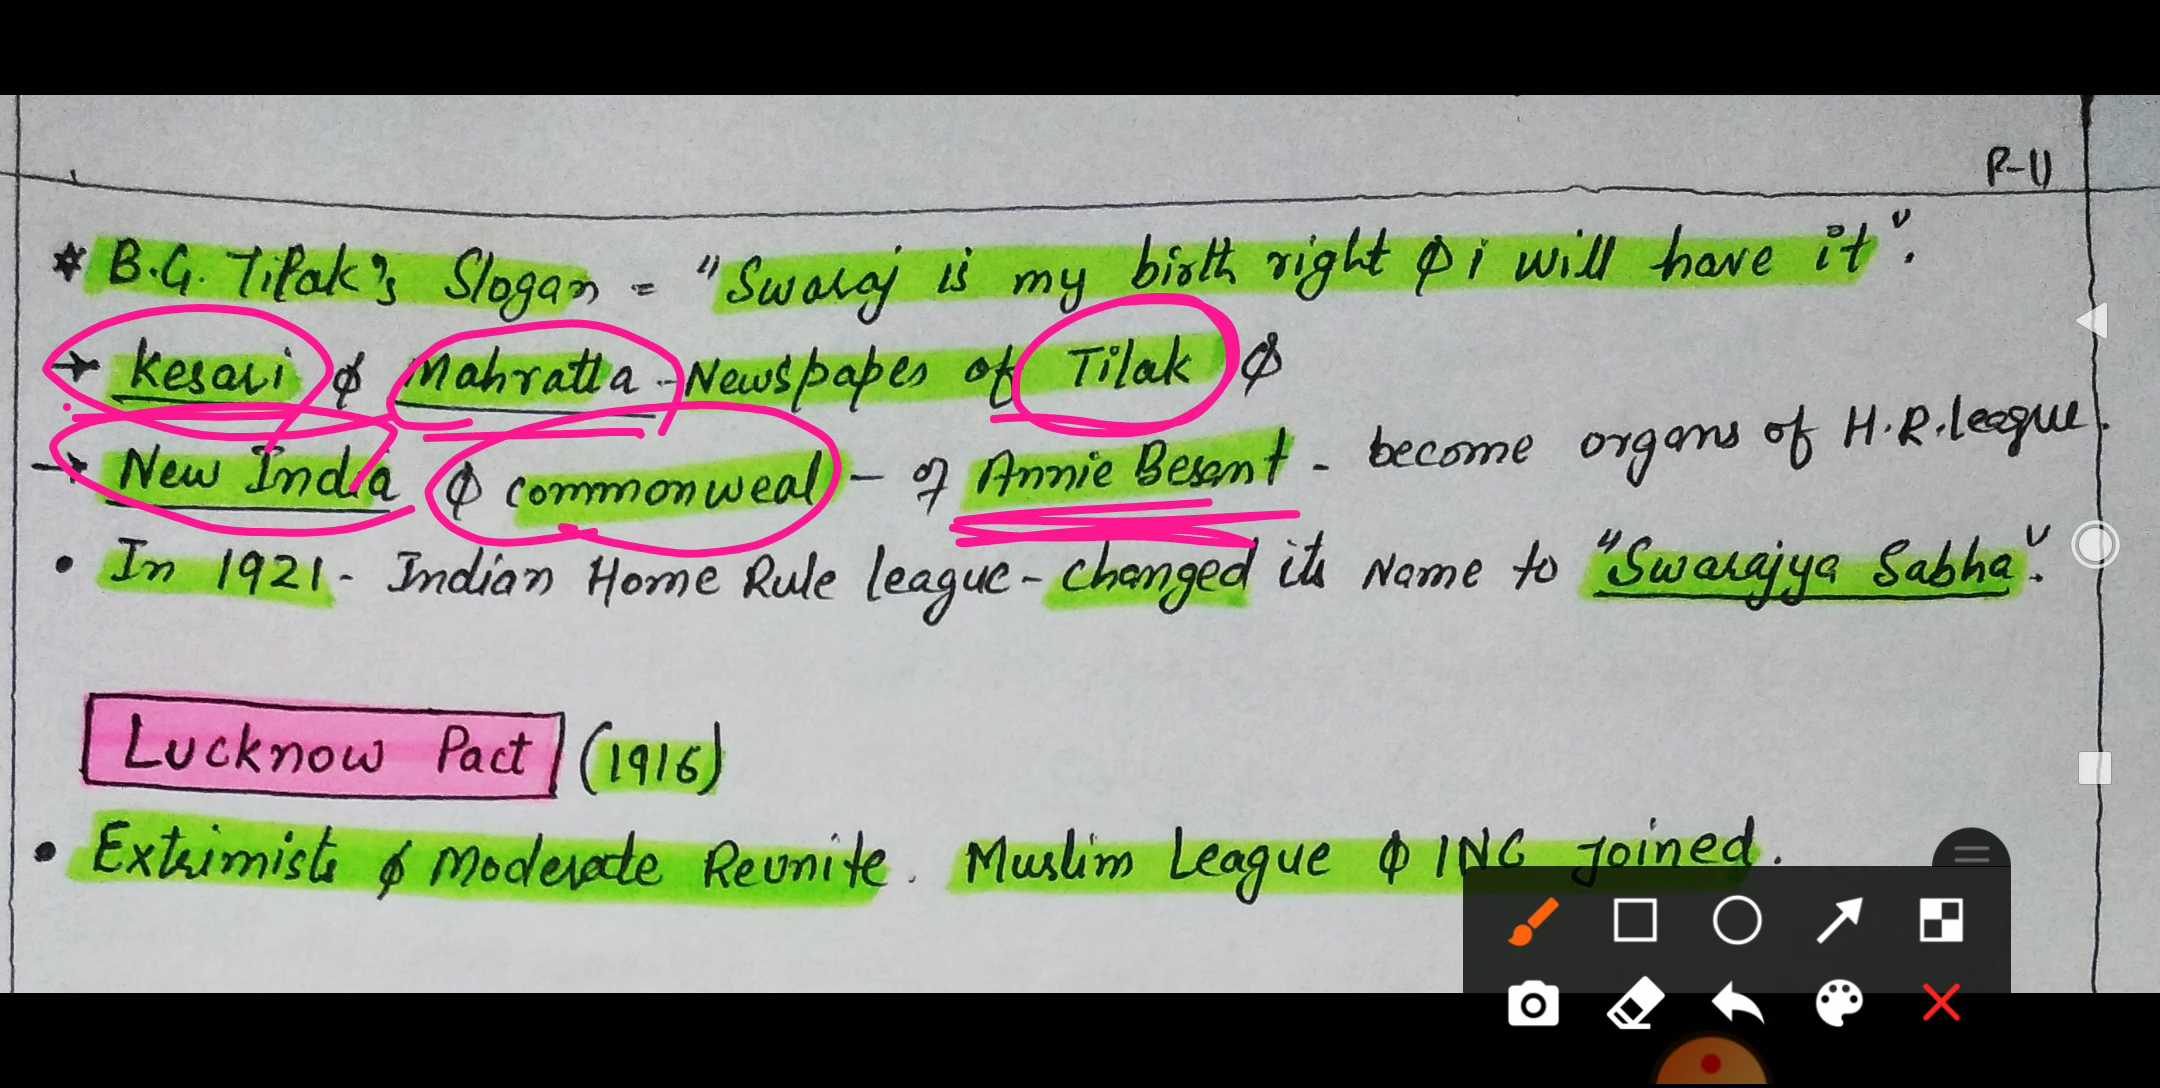 P-11
* B.G. Tilak's Slogan = "Swaraj is my birth right & i will have it".
→ Kesari & Mahratta - Newspapes of Tilak &
→ New India & commonweal - of Annie Besant - become organs of H.R. league.
• In 1921 - Indian Home Rule league - changed its Name to "Swarajya Sabha".
Lucknow Pact (1916)
• Extrimists & Moderate Reunite. Muslim League & INC Joined.